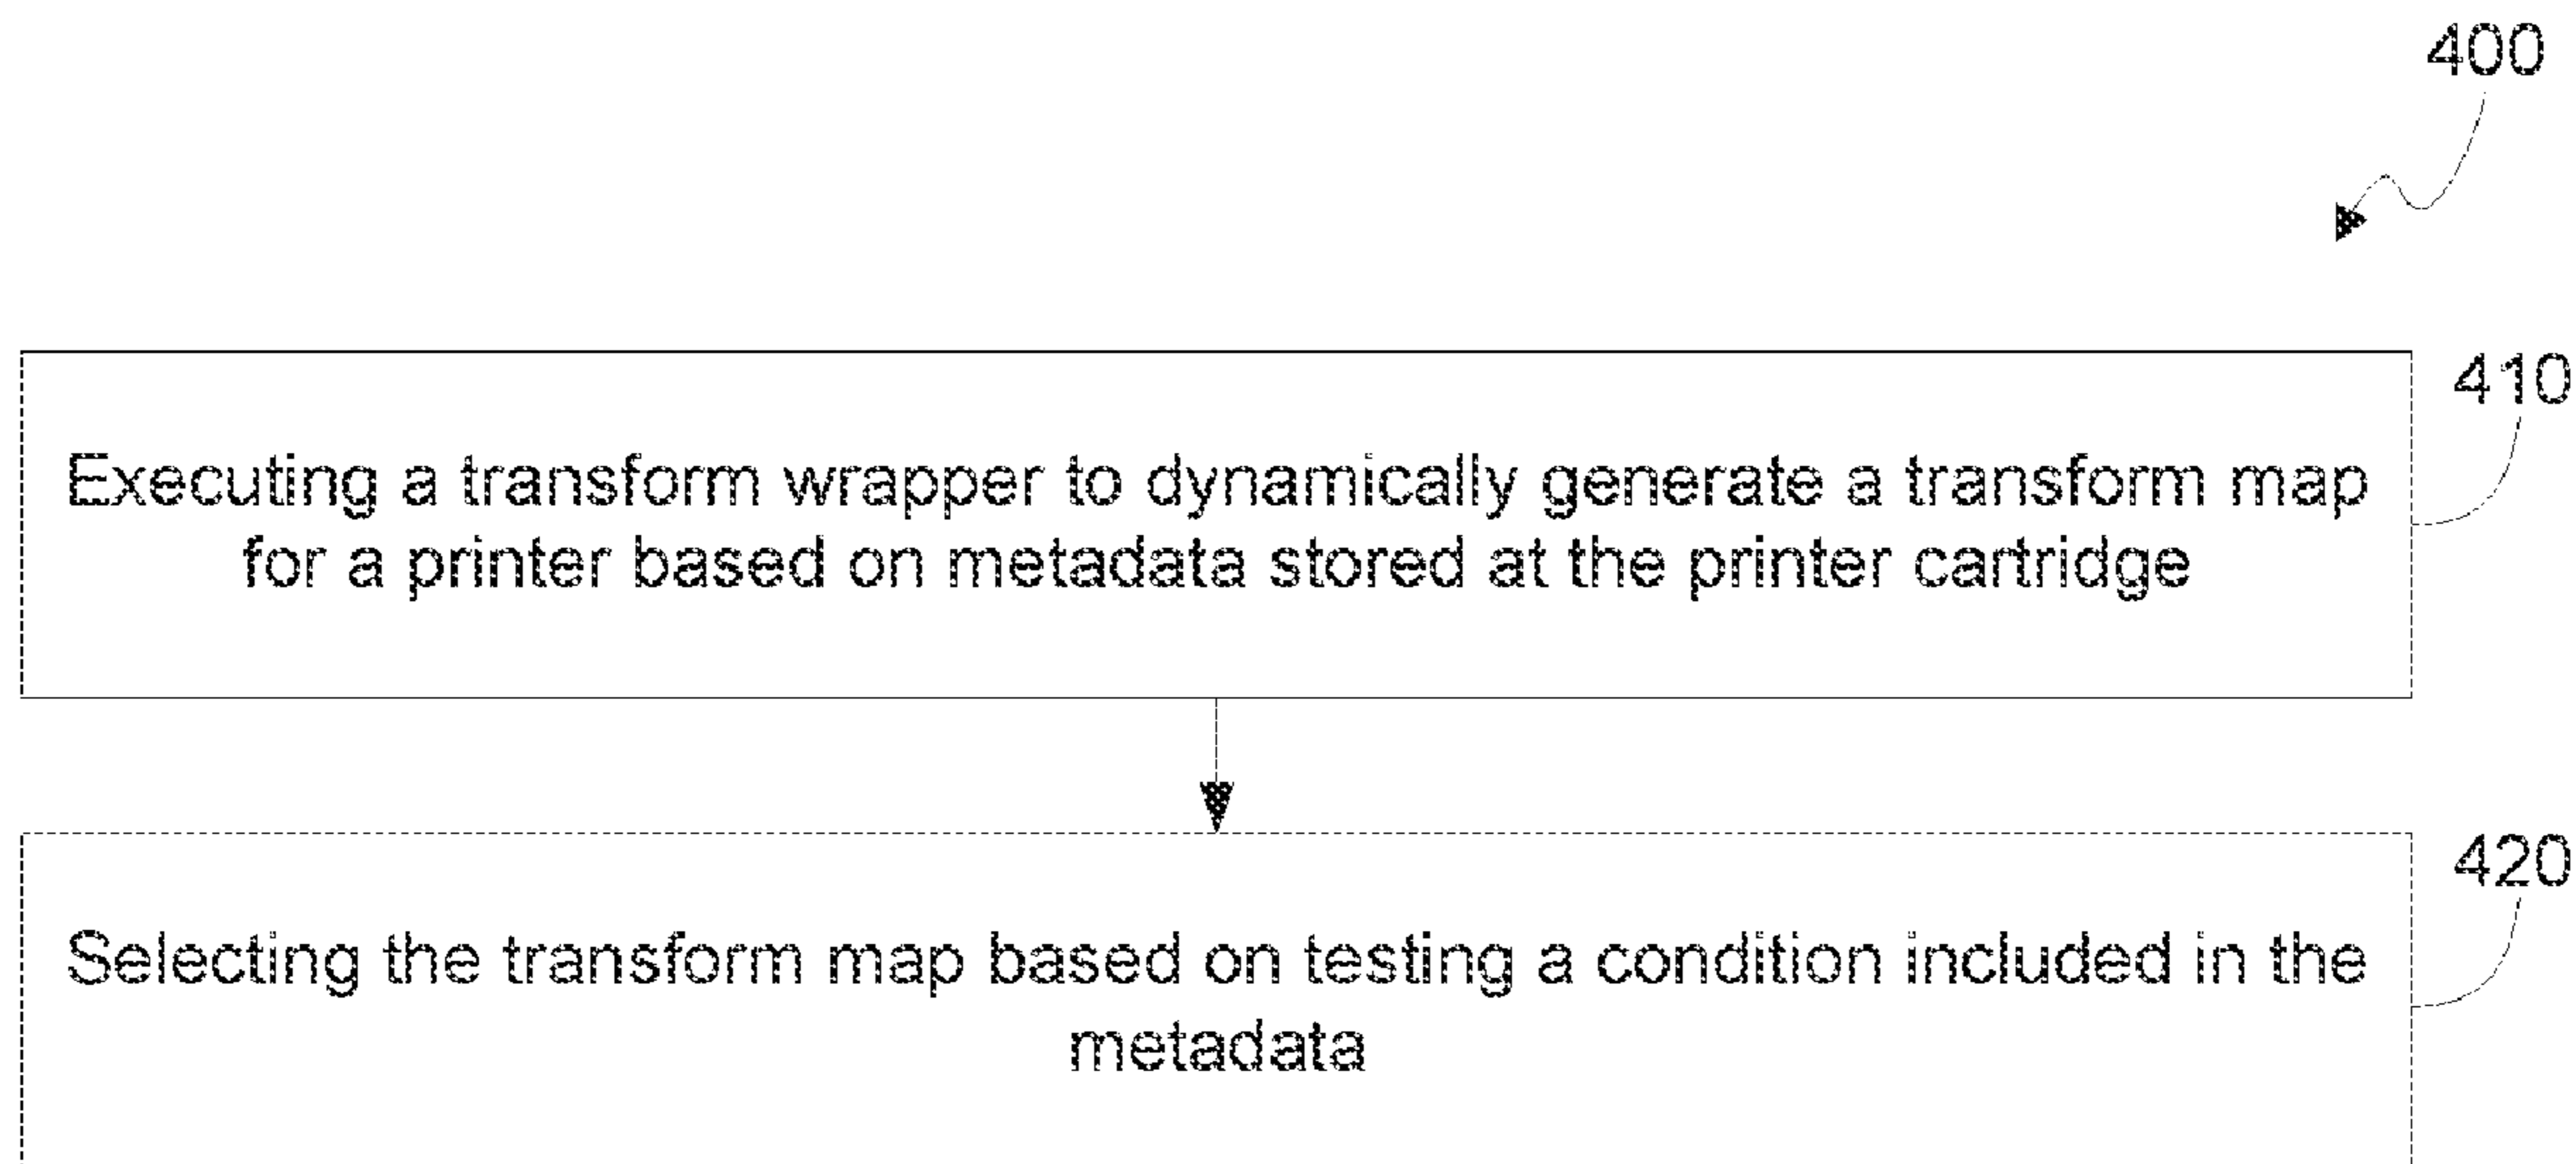 400
410
Executing a transform wrapper to dynamically generate a transform map
for a printer based on metadata stored at the printer cartridge
420
Selecting the transform map based on testing a condition included in the
metadata